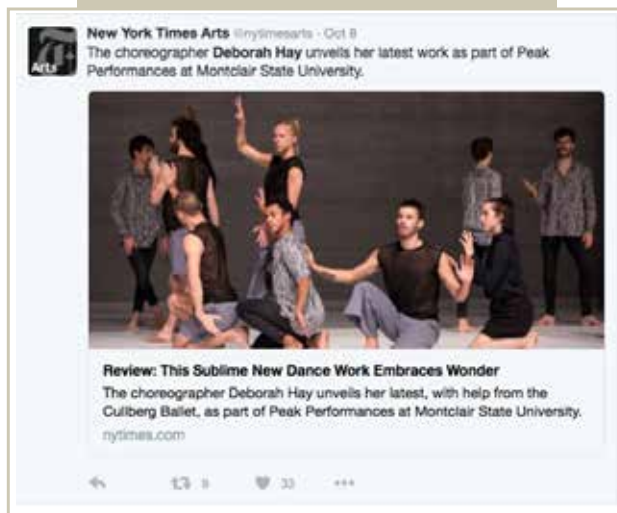 New York Times Arts @nytimesarts · Oct 8
The choreographer Deborah Hay unveils her latest work as part of Peak
Performances at Montclair State University.
Arts
Review: This Sublime New Dance Work Embraces Wonder
The choreographer Deborah Hay unveils her latest, with help from the
Cullberg Ballet, as part of Peak Performances at Montclair State University.
nytimes.com
9 33